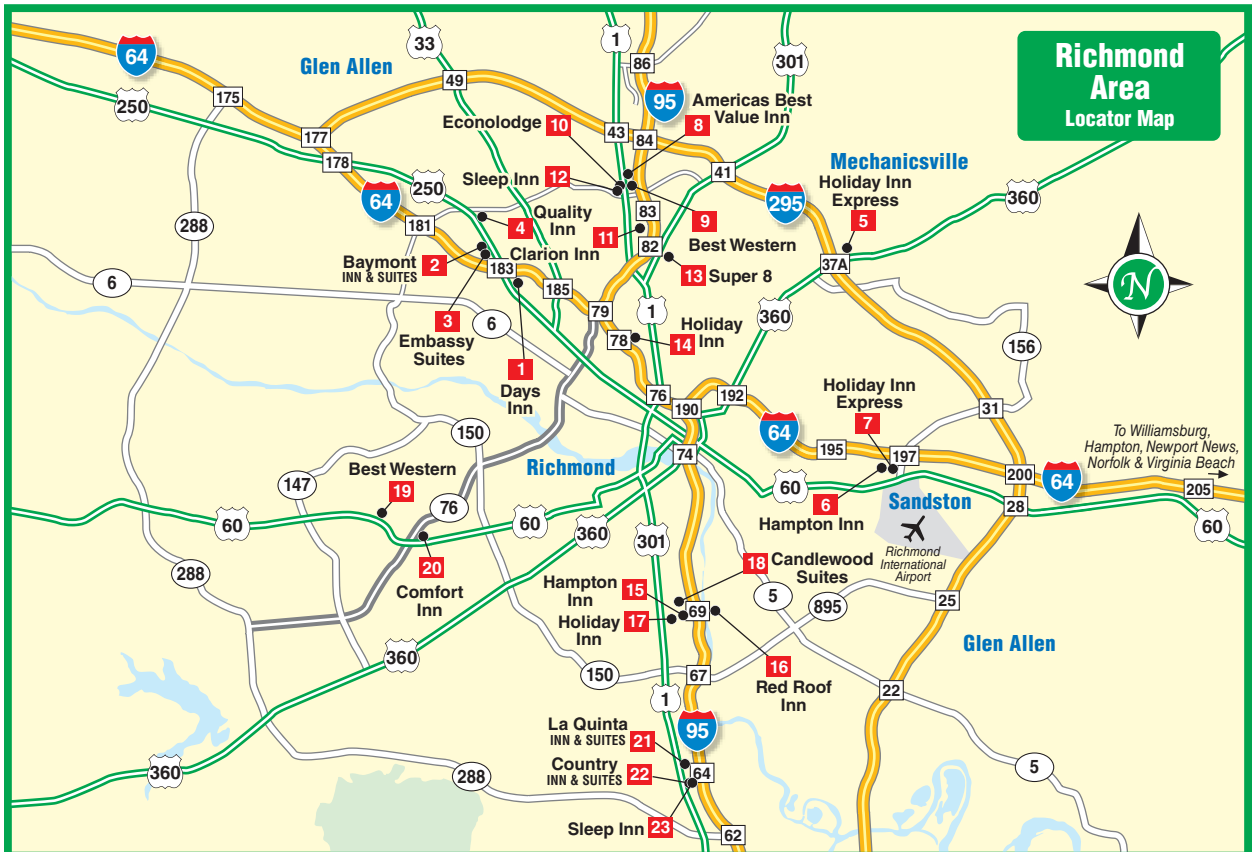 Richmond
Area
Locator Map
64
33
1
86
301
Glen Allen
49
95
Americas Best
Value Inn
8
250
175
Econolodge 10
43
84
177
178
Mechanicsville
Holiday Inn
Express
5
41
250
Sleep Inn 12
360
64
295
288
4
Quality
Inn
83
9
181
11
82
Best Western
Baymont
INN & SUITES
2
Clarion Inn
183
13 Super 8
37A
N
6
185
79
1
360
3
Embassy
Suites
6
78
14
Holiday
Inn
156
1
Days
Inn
76
190
192
Holiday Inn
Express
7
31
150
64
195
197
To Williamsburg,
Hampton, Newport News,
Norfolk & Virginia Beach
Best Western
19
Richmond
74
200
64
205
147
76
60
6
Hampton Inn
Sandston
28
60
60
60
360
301
Richmond
International
Airport
20
Comfort
Inn
288
18 Candlewood
Suites
Hampton
Inn
15
69
5
895
25
Holiday
Inn
17
16
Red Roof
Inn
Glen Allen
360
150
67
22
1
La Quinta
INN & SUITES
21
95
Country
INN & SUITES
22
64
360
288
5
Sleep Inn 23
62